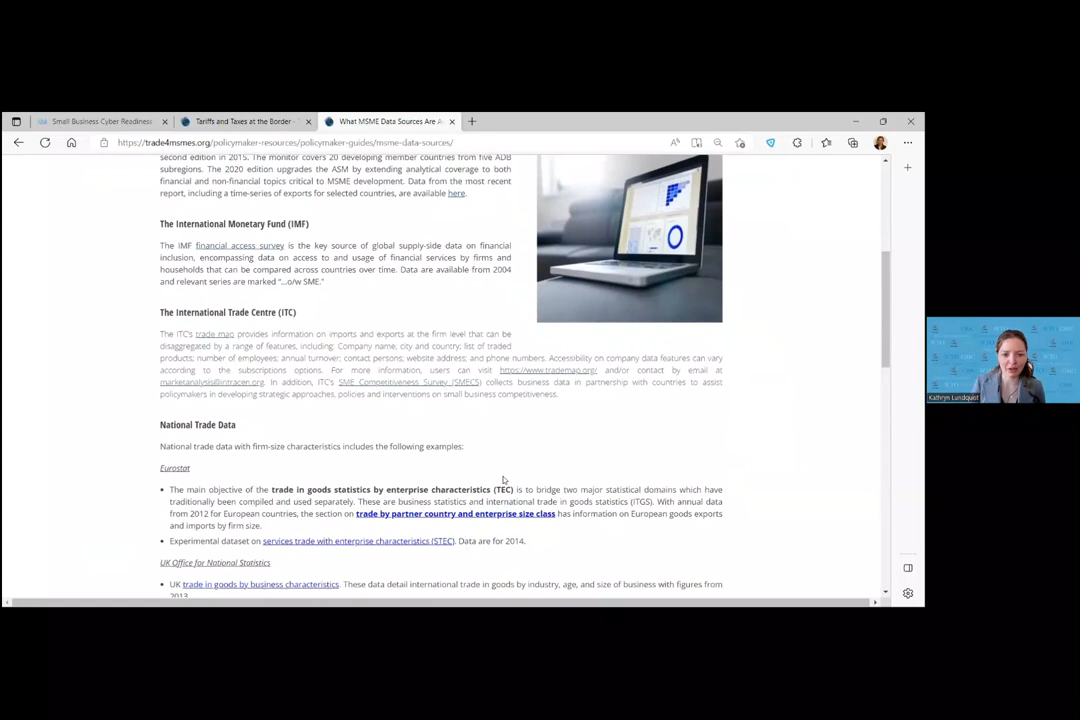 Small Business Cyber Readiness
Tariffs and Taxes at the Border -
What MSME Data Sources Are A
https://trade4msmes.org/policymaker-resources/policymaker-guides/msme-data-sources/
second edition in 2015. The monitor covers 20 developing member countries from five ADB
subregions. The 2020 edition upgrades the ASM by extending analytical coverage to both
financial and non-financial topics critical to MSME development. Data from the most recent
report, including a time-series of exports for selected countries, are available here.
The International Monetary Fund (IMF)
The IMF financial access survey is the key source of global supply-side data on financial
inclusion, encompassing data on access to and usage of financial services by firms and
households that can be compared across countries over time. Data are available from 2004
and relevant series are marked "...o/w SME."
The International Trade Centre (ITC)
The ITC's trade map provides information on imports and exports at the firm level that can be
disaggregated by a range of features, including: Company name; city and country; list of traded
products; number of employees; annual turnover; contact persons; website address; and phone numbers. Accessibility on company data features can vary
according to the subscriptions options. For more information, users can visit https://www.trademap.org/ and/or contact by email at
marketanalysis@intracen.org. In addition, ITC's SME Competitiveness Survey (SMECS) collects business data in partnership with countries to assist
policymakers in developing strategic approaches, policies and interventions on small business competitiveness.
National Trade Data
National trade data with firm-size characteristics includes the following examples:
Eurostat
• The main objective of the trade in goods statistics by enterprise characteristics (TEC) is to bridge two major statistical domains which have
traditionally been compiled and used separately. These are business statistics and international trade in goods statistics (ITGS). With annual data
from 2012 for European countries, the section on trade by partner country and enterprise size class has information on European goods exports
and imports by firm size.
• Experimental dataset on services trade with enterprise characteristics (STEC). Data are for 2014.
UK Office for National Statistics
• UK trade in goods by business characteristics. These data detail international trade in goods by industry, age, and size of business with figures from
2013.
Kathryn Lundquist